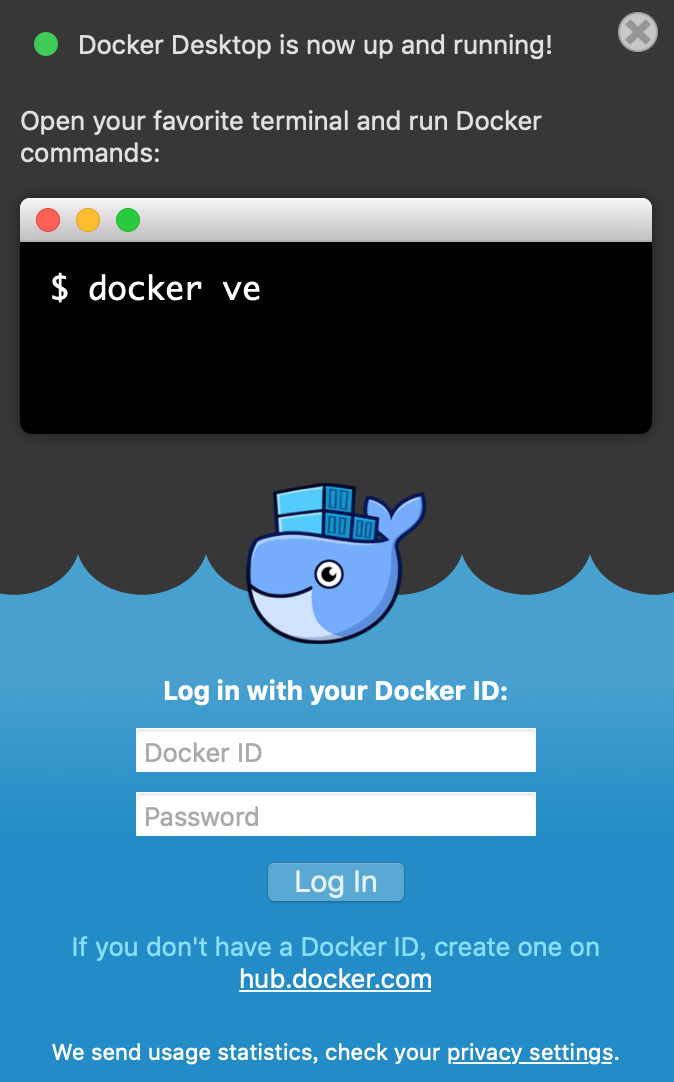 Docker Desktop is now up and running!
Open your favorite terminal and run Docker
commands:
$ docker ve
Log in with your Docker ID:
Docker ID
Password
Log In
If you don't have a Docker ID, create one on
hub.docker.com
We send usage statistics, check your privacy settings.